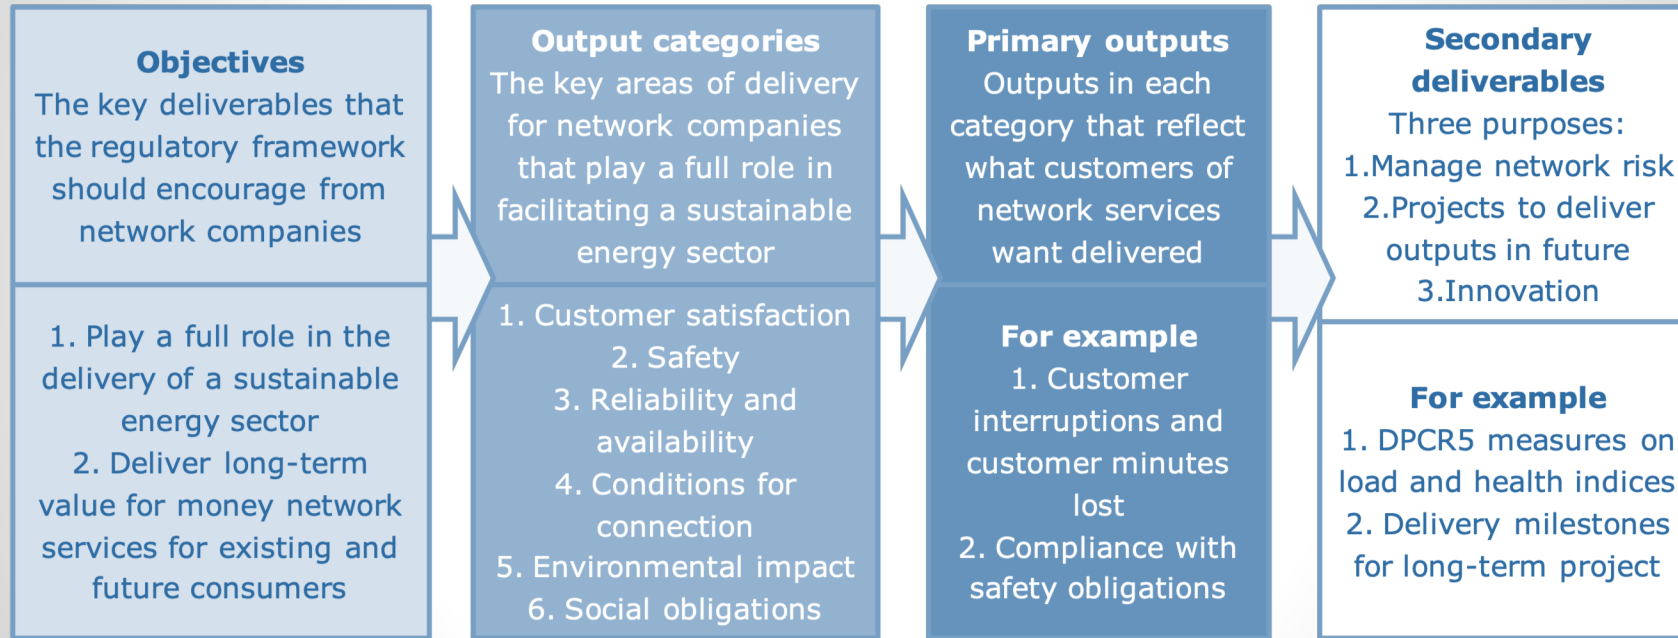 Objectives
The key deliverables that
the regulatory framework
should encourage from
network companies
1. Play a full role in the
delivery of a sustainable
energy sector
2. Deliver long-term
value for money network
services for existing and
future consumers
Output categories
The key areas of delivery
for network companies
that play a full role in
facilitating a sustainable
energy sector
1. Customer satisfaction
2. Safety
3. Reliability and
availability
4. Conditions for
connection
5. Environmental impact
6. Social obligations
Primary outputs
Outputs in each
category that reflect
what customers of
network services
want delivered
For example
1. Customer
interruptions and
customer minutes
lost
2. Compliance with
safety obligations
Secondary
deliverables
Three purposes:
1.Manage network risk
2.Projects to deliver
outputs in future
3.Innovation
For example
1. DPCR5 measures on
load and health indices
2. Delivery milestones
for long-term project